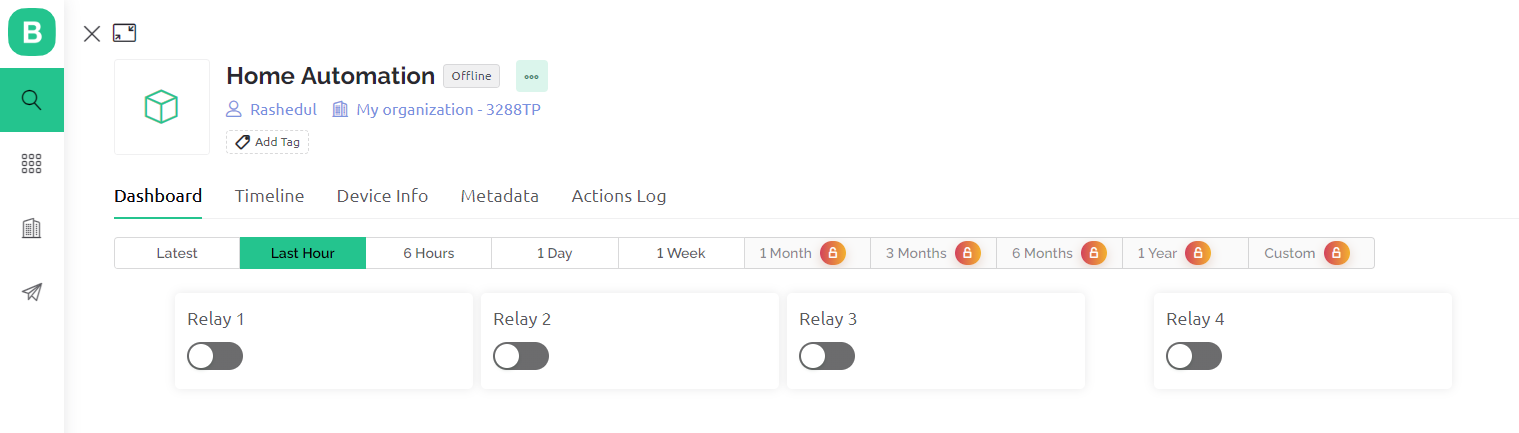 B
Home Automation Offline
Rashedul My organization - 3288TP
Add Tag
Dashboard Timeline Device Info Metadata Actions Log
Latest Last Hour 6 Hours 1 Day 1 Week 1 Month 3 Months 6 Months 1 Year Custom
Relay 1 Relay 2 Relay 3 Relay 4